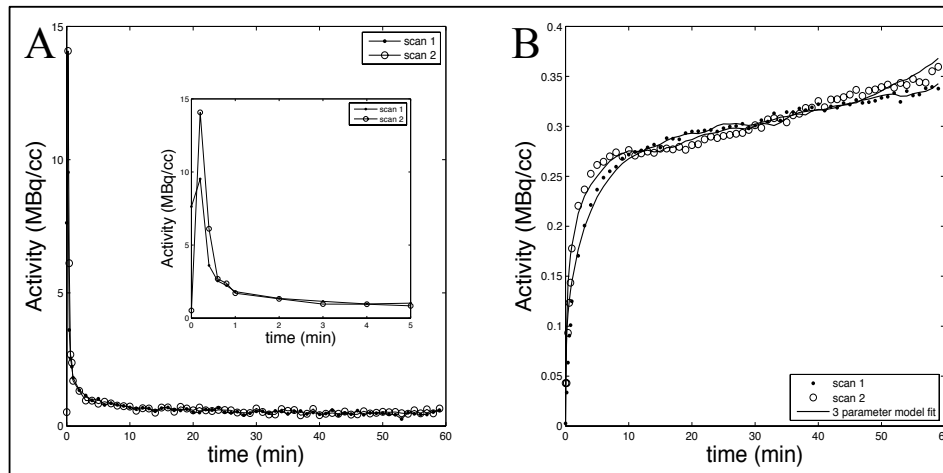 A
15
10
5
0
Activity (MBq/cc)
0 10 20 30 40 50 60
time (min)
scan 1
scan 2
15
10
5
0
Activity (MBq/cc)
0 1 2 3 4 5
time (min)
scan 1
scan 2
B
0.4
0.35
0.3
0.25
0.2
0.15
0.1
0.05
0
Activity (MBq/cc)
0 10 20 30 40 50 60
time (min)
scan 1
scan 2
3 parameter model fit